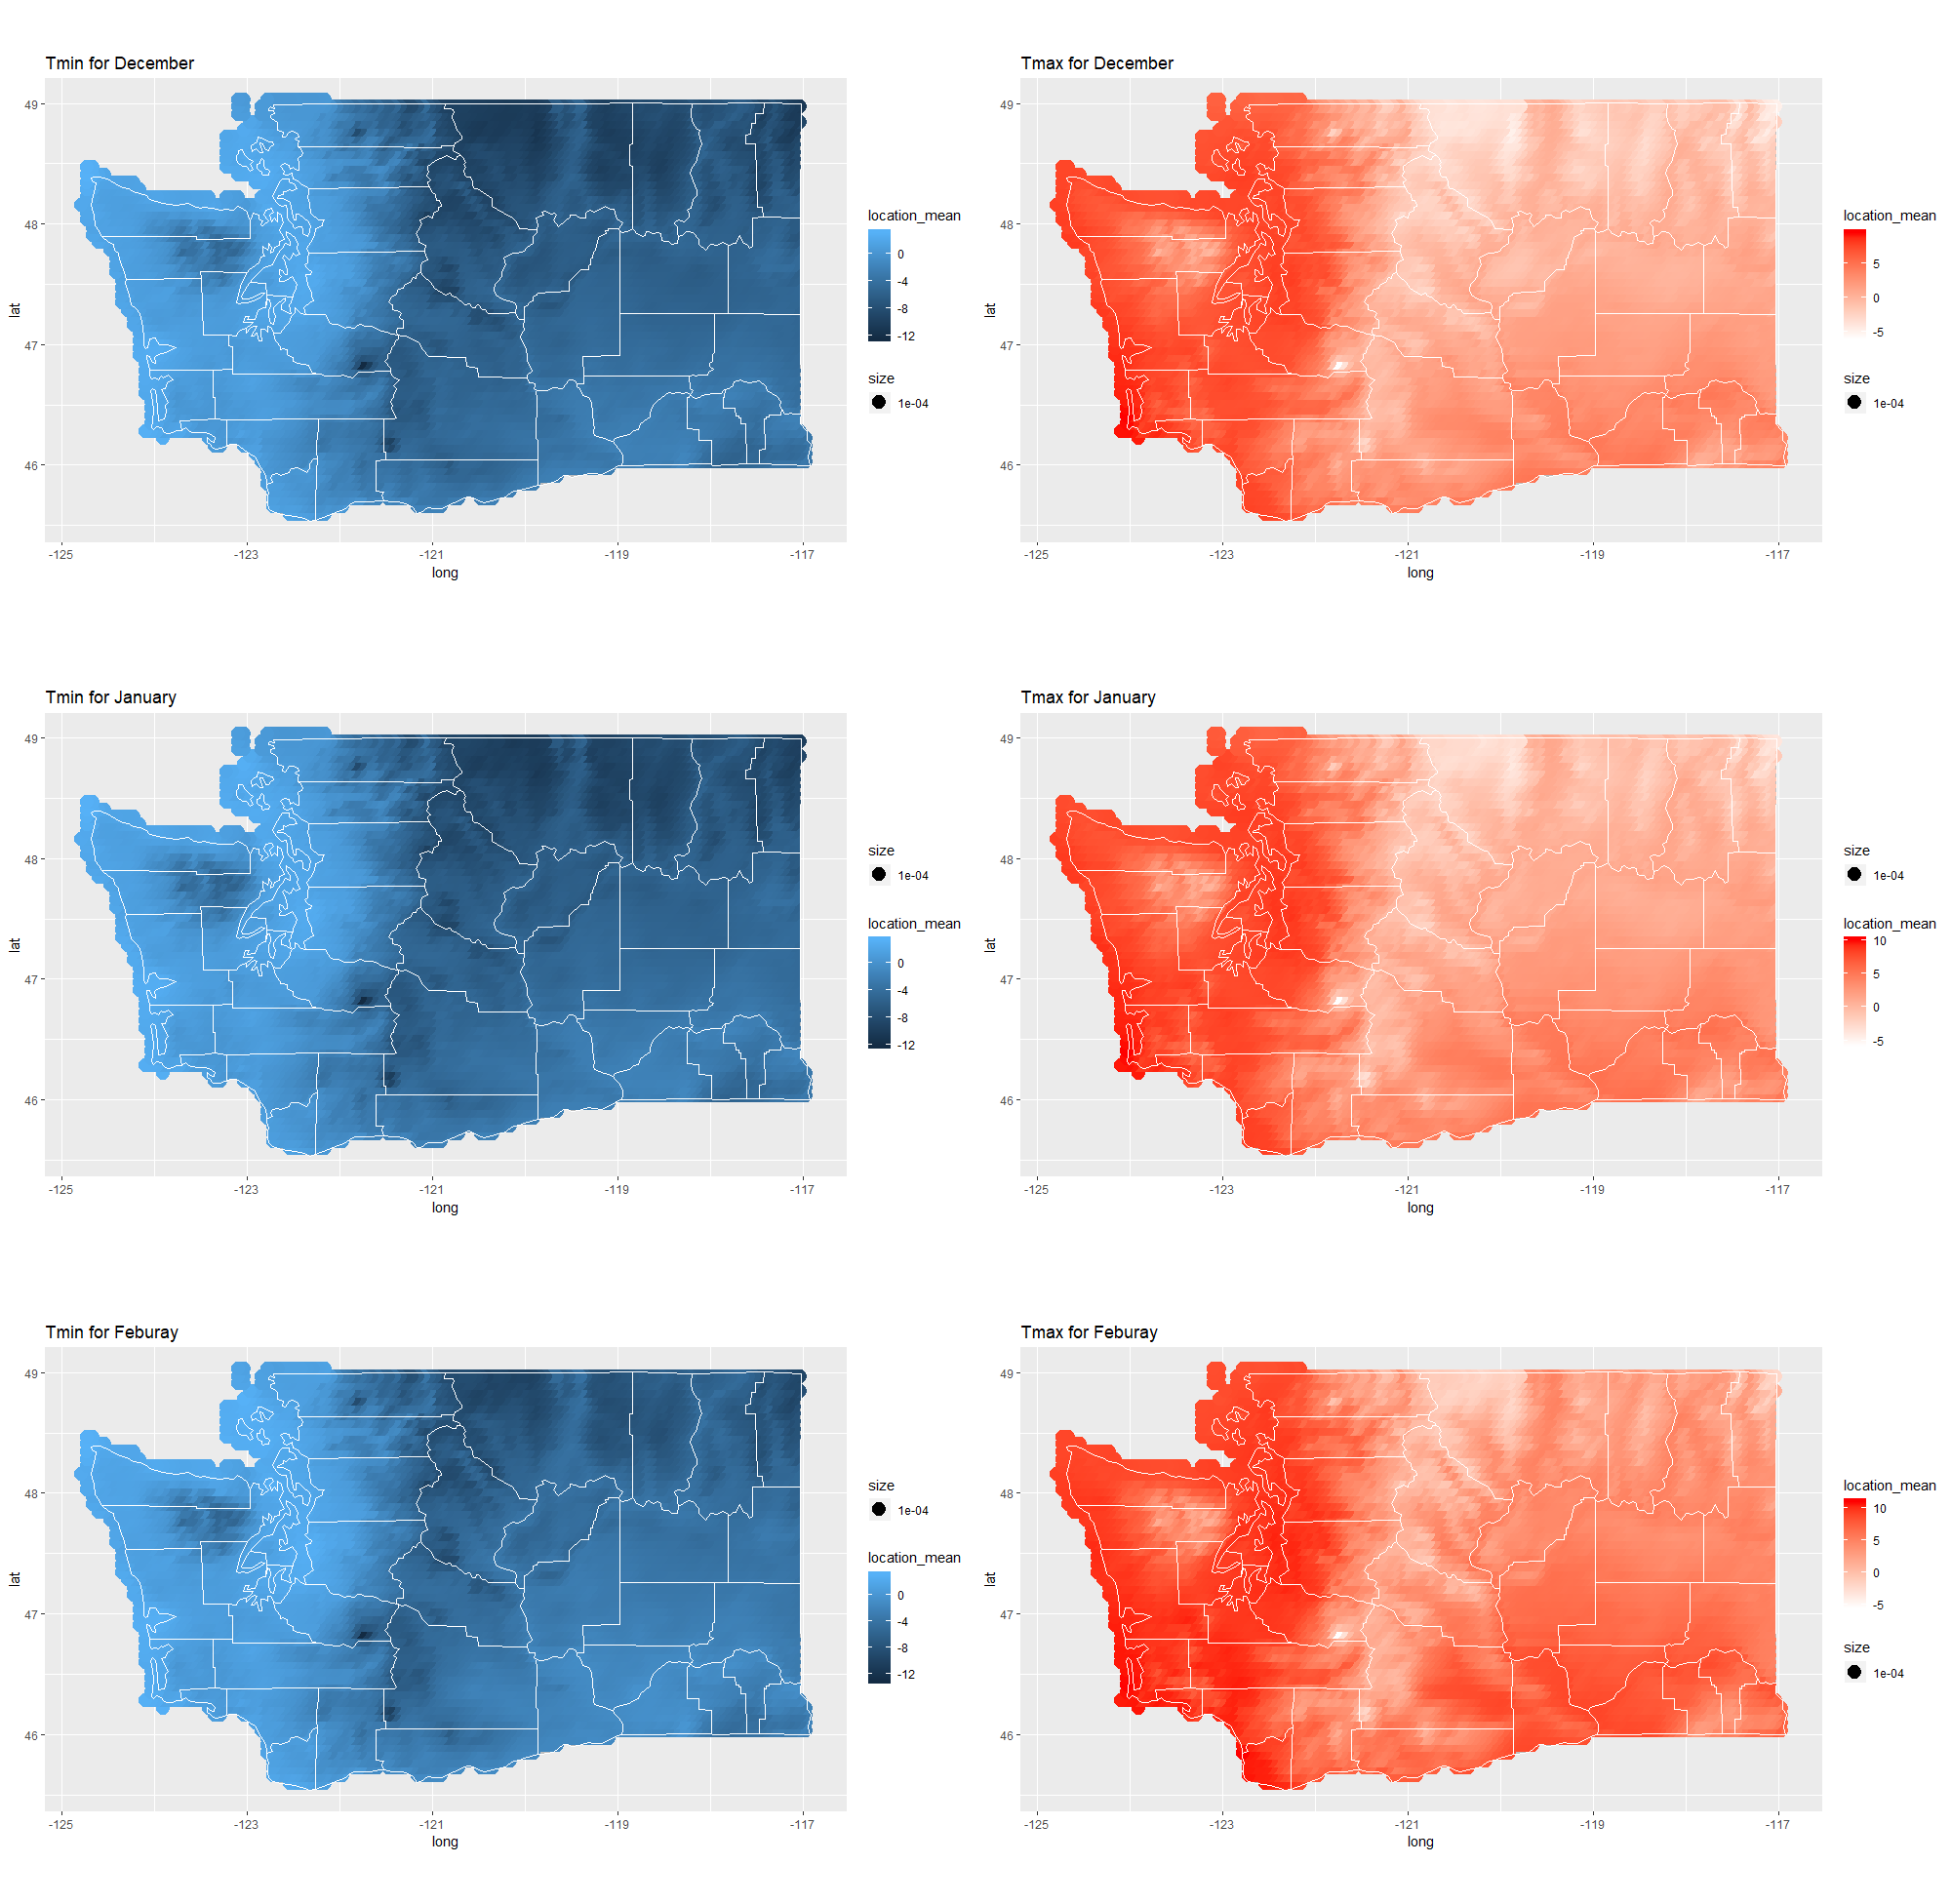 Tmin for December
49
48
47
46
lat
-125
-123
-121
-119
-117
long
location_mean
0
-4
-8
-12
size
1e-04
Tmax for December
49
48
47
46
lat
-125
-123
-121
-119
-117
long
location_mean
5
0
-5
size
1e-04
Tmin for January
49
48
47
46
lat
-125
-123
-121
-119
-117
long
size
1e-04
location_mean
0
-4
-8
-12
Tmax for January
49
48
47
46
lat
-125
-123
-121
-119
-117
long
size
1e-04
location_mean
10
5
0
-5
Tmin for Feburay
49
48
47
46
lat
-125
-123
-121
-119
-117
long
size
1e-04
location_mean
0
-4
-8
-12
Tmax for Feburay
49
48
47
46
lat
-125
-123
-121
-119
-117
long
location_mean
10
5
0
-5
size
1e-04